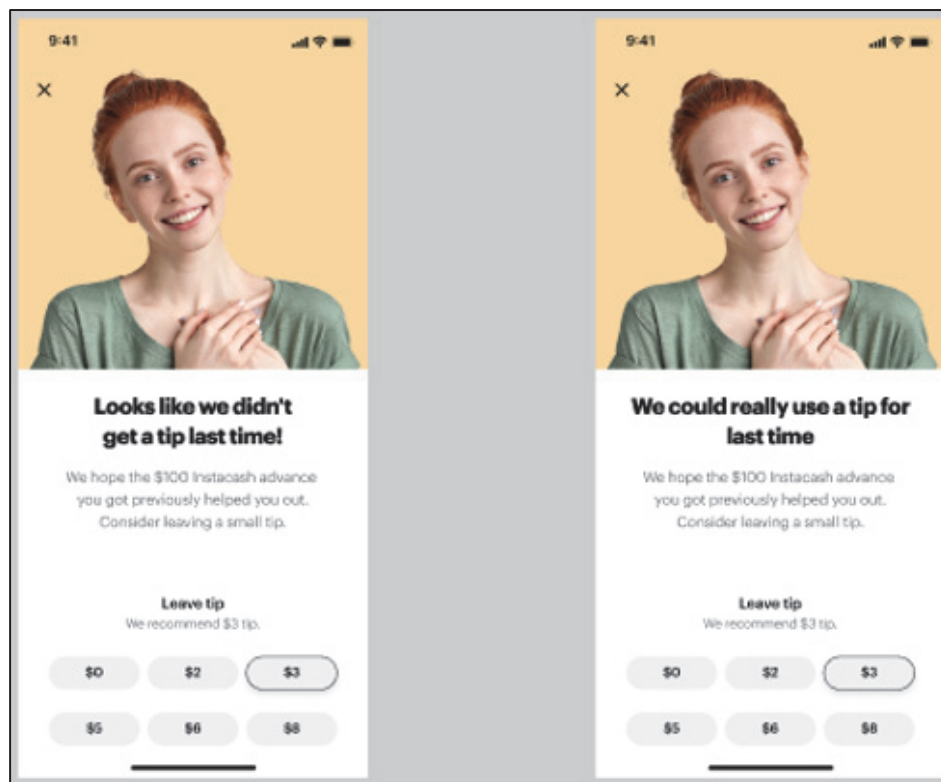 9:41
Looks like we didn't
get a tip last time!
We hope the $100 Instacash advance
you got previously helped you out.
Consider leaving a small tip.
Leave tip
We recommend $3 tip.
$0 $2 $3
$5 $6 $8
9:41
We could really use a tip for
last time
We hope the $100 Instacash advance
you got previously helped you out.
Consider leaving a small tip.
Leave tip
We recommend $3 tip.
$0 $2 $3
$5 $6 $8